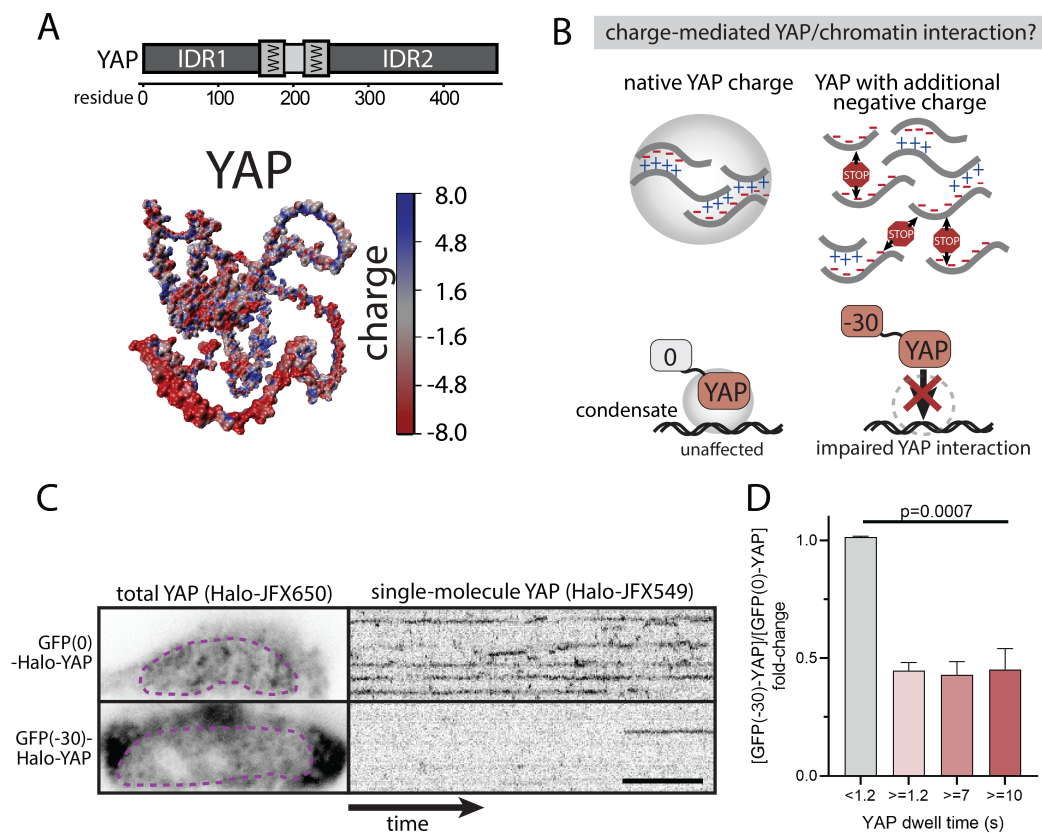 A
YAP
IDR1
IDR2
residue
0
100
200
300
400
YAP
charge
8.0
4.8
1.6
-1.6
-4.8
-8.0
B
charge-mediated YAP/chromatin interaction?
native YAP charge
YAP with additional
negative charge
STOP
STOP
STOP
0
YAP
condensate
unaffected
-30
YAP
impaired YAP interaction
C
total YAP (Halo-JFX650)
single-molecule YAP (Halo-JFX549)
GFP(0)
-Halo-YAP
GFP(-30)-
Halo-YAP
time
D
p=0.0007
[GFP(-30)-YAP]/[GFP(0)-YAP]
fold-change
1.0
0.5
0.0
<1.2
>=1.2
>=7
>=10
YAP dwell time (s)